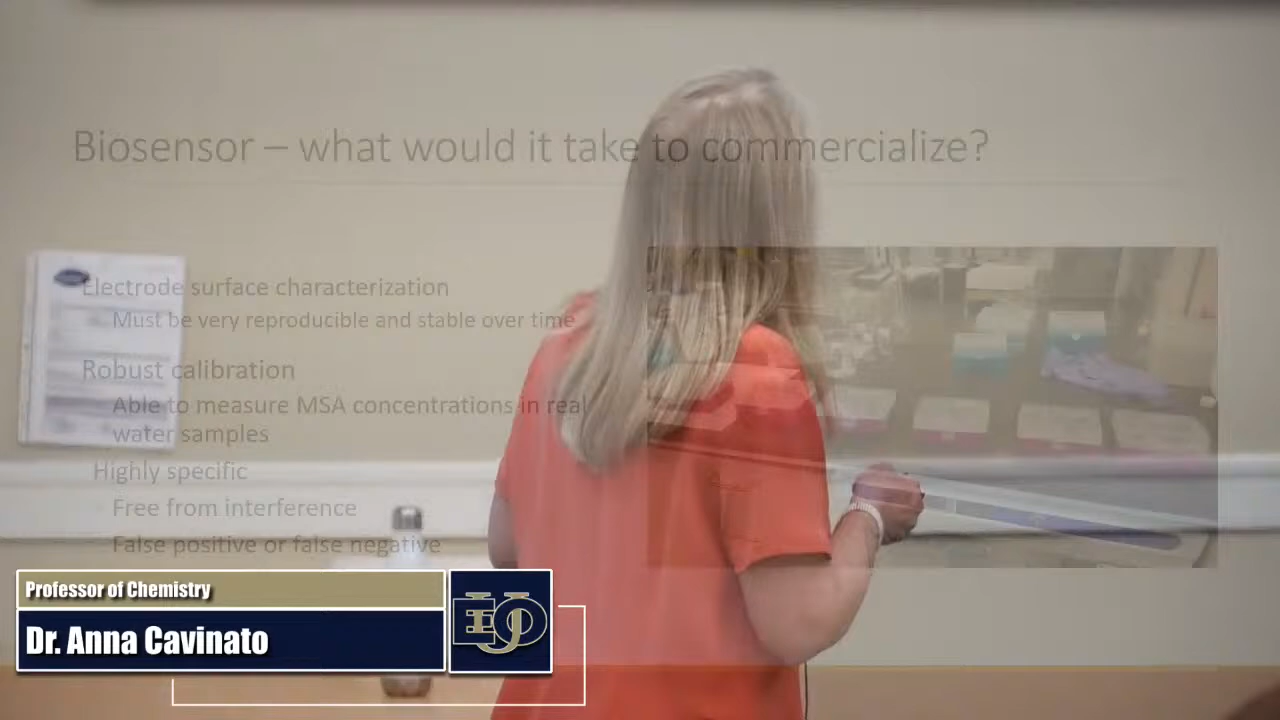 Biosensor – what would it take to commercialize?
Electrode surface characterization
Must be very reproducible and stable over time
Robust calibration
Able to measure MSA concentrations in real
water samples
Highly specific
Free from interference
False positive or false negative
Professor of Chemistry
Dr. Anna Cavinato
EOU